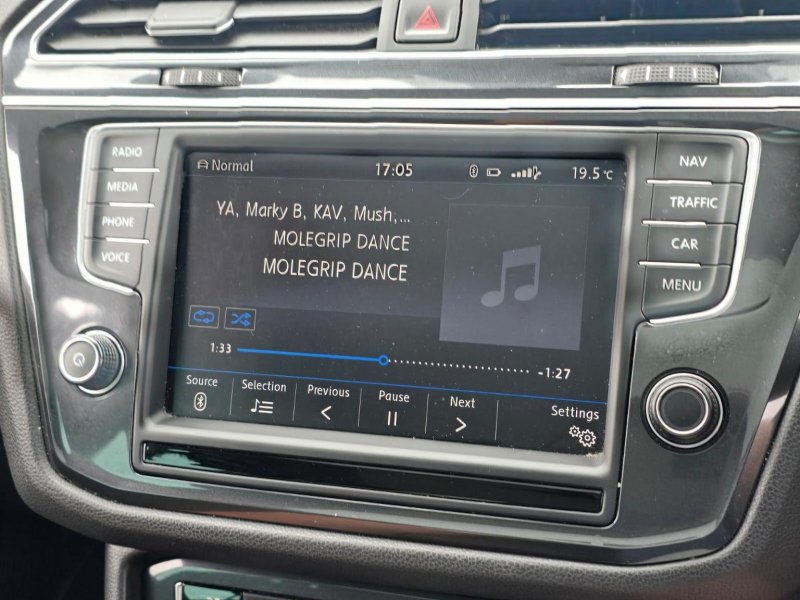 RADIO
MEDIA
PHONE
VOICE
Normal 17:05 19.5°C
YA, Marky B, KAV, Mush,...
MOLEGRIP DANCE
MOLEGRIP DANCE
1:33 -1:27
Source Selection Previous Pause Next Settings
NAV
TRAFFIC
CAR
MENU